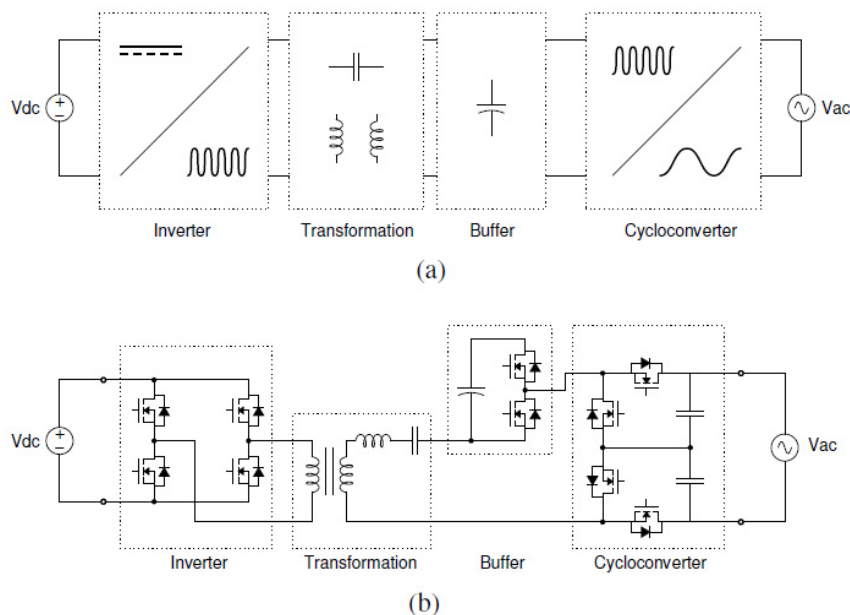 Vdc
Vac
Inverter Transformation Buffer Cycloconverter
(a)
Vdc
Vac
Inverter Transformation Buffer Cycloconverter
(b)